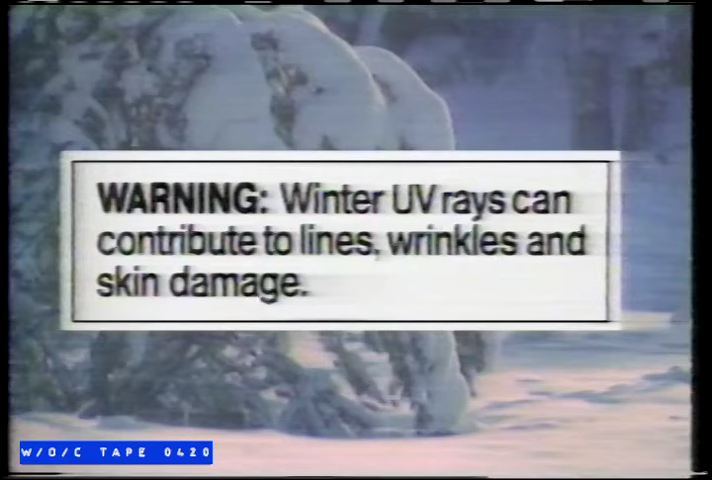 WARNING: Winter UV rays can
contribute to lines, wrinkles and
skin damage.
W/O/C TAPE 0420